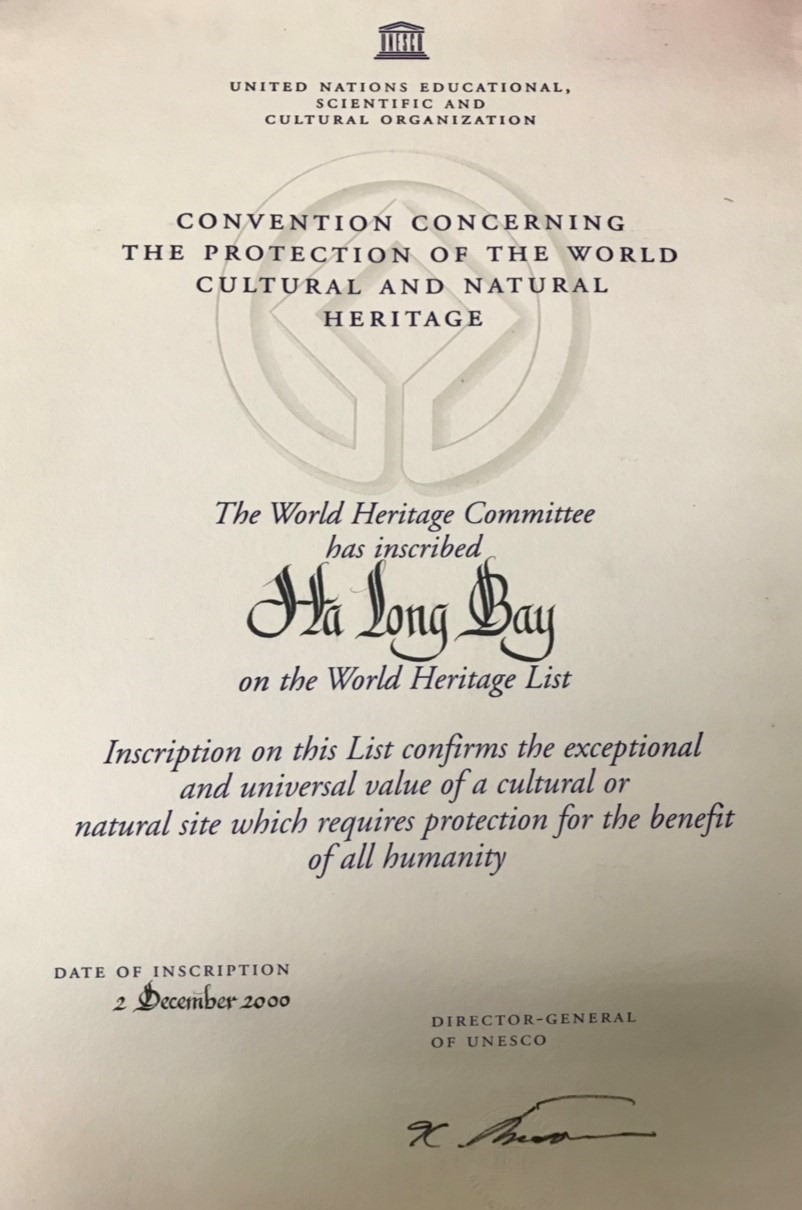 UNESCO
UNITED NATIONS EDUCATIONAL,
SCIENTIFIC AND
CULTURAL ORGANIZATION
CONVENTION CONCERNING
THE PROTECTION OF THE WORLD
CULTURAL AND NATURAL
HERITAGE
The World Heritage Committee
has inscribed
Ha Long Bay
on the World Heritage List
Inscription on this List confirms the exceptional
and universal value of a cultural or
natural site which requires protection for the benefit
of all humanity
DATE OF INSCRIPTION
2 December 2000
DIRECTOR-GENERAL
OF UNESCO